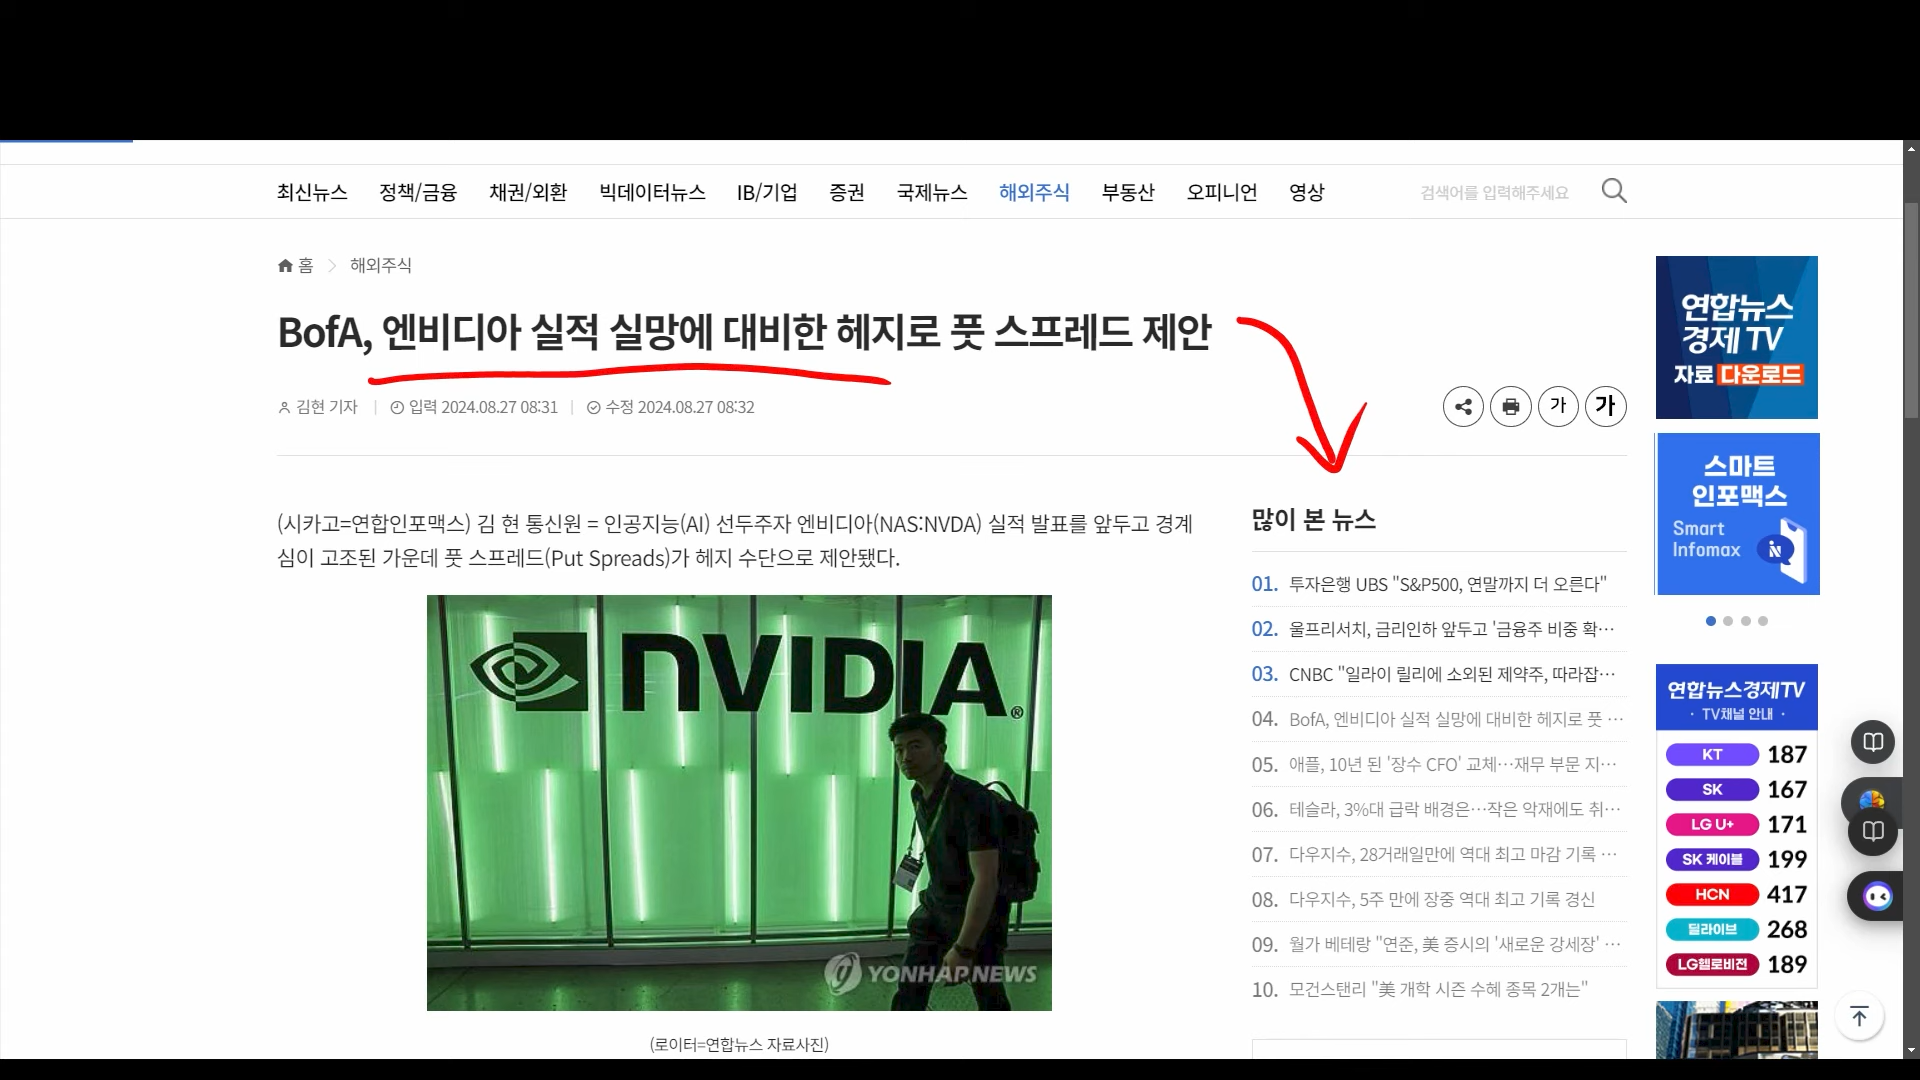 최신뉴스 정책/금융 채권/외환 빅데이터뉴스 IB/기업 증권 국제뉴스 해외주식 부동산 오피니언 영상 검색어를 입력해주세요
홈 해외주식
BofA, 엔비디아 실적 실망에 대비한 헤지로 풋 스프레드 제안
김현 기자 | 입력 2024.08.27 08:31 | 수정 2024.08.27 08:32
가 가
(시카고=연합인포맥스) 김 현 통신원 = 인공지능(AI) 선두주자 엔비디아(NAS:NVDA) 실적 발표를 앞두고 경계
심이 고조된 가운데 풋 스프레드(Put Spreads)가 헤지 수단으로 제안됐다.
NVIDIA®
YONHAPNEWS
(로이터=연합뉴스 자료사진)
많이 본 뉴스
01. 투자은행 UBS "S&P500, 연말까지 더 오른다"
02. 울프리서치, 금리인하 앞두고 '금융주 비중 확…
03. CNBC "일라이 릴리에 소외된 제약주, 따라잡…
04. BofA, 엔비디아 실적 실망에 대비한 헤지로 풋 …
05. 애플, 10년 된 '장수 CFO' 교체…재무 부문 지…
06. 테슬라, 3%대 급락 배경은…작은 악재에도 취…
07. 다우지수, 28거래일만에 역대 최고 마감 기록 …
08. 다우지수, 5주 만에 장중 역대 최고 기록 경신
09. 월가 베테랑 "연준, 美 증시의 '새로운 강세장' …
10. 모건스탠리 "美 개학 시즌 수혜 종목 2개는"
연합뉴스
경제TV
자료 다운로드
스마트
인포맥스
Smart
Infomax
연합뉴스경제TV
· TV채널 안내 ·
KT 187
SK 167
LG U+ 171
SK 케이블 199
HCN 417
딜라이브 268
LG헬로비전 189